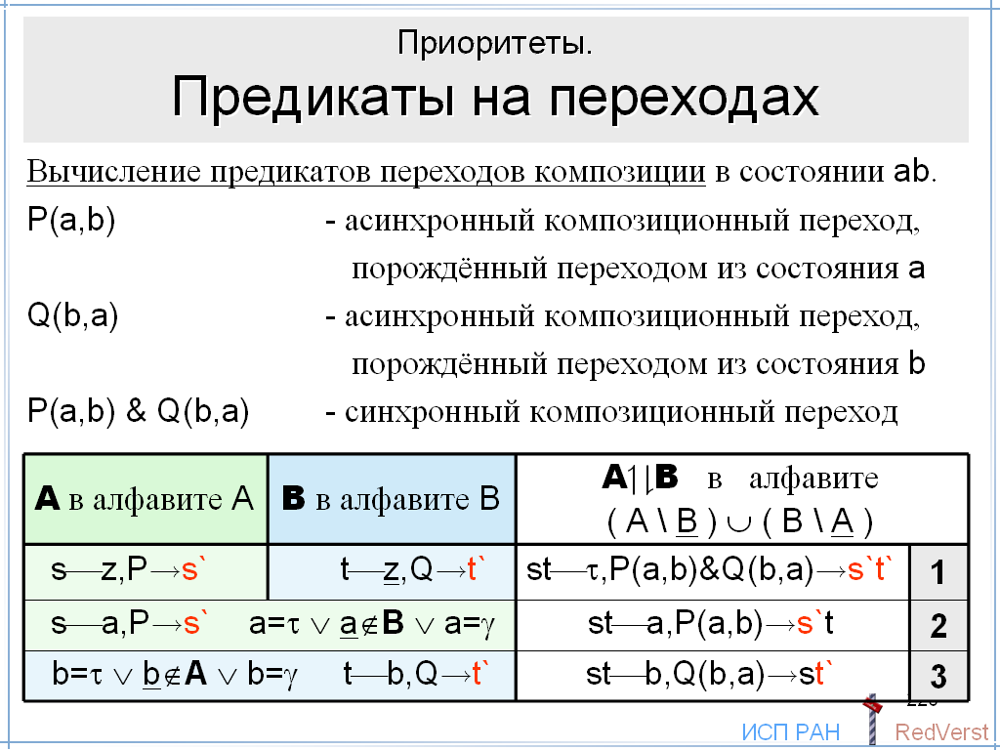 Приоритеты.
Предикаты на переходах
Вычисление предикатов переходов композиции в состоянии ab.
P(a,b) - асинхронный композиционный переход,
порождённый переходом из состояния a
Q(b,a) - асинхронный композиционный переход,
порождённый переходом из состояния b
P(a,b) & Q(b,a) - синхронный композиционный переход
A в алфавите A B в алфавите B A⇅B в алфавите
( A \ B ) ∪ ( B \ A )
s—z,P→s` t—z,Q→t` st—τ,P(a,b)&Q(b,a)→s`t` 1
s—a,P→s` a=τ ∨ a∉B ∨ a=γ st—a,P(a,b)→s`t 2
b=τ ∨ b∉A ∨ b=γ t—b,Q→t` st—b,Q(b,a)→st` 3
ИСП РАН RedVerst